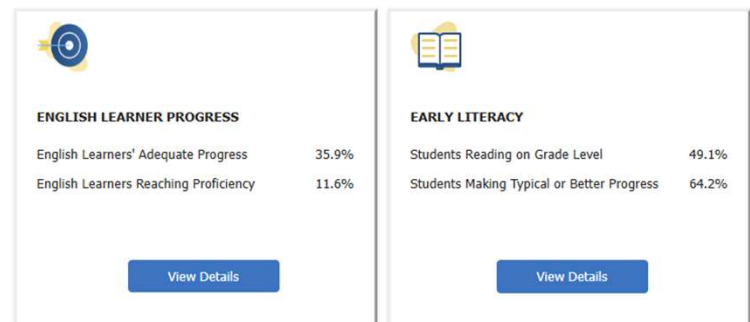 ENGLISH LEARNER PROGRESS
English Learners' Adequate Progress 35.9%
English Learners Reaching Proficiency 11.6%
View Details
EARLY LITERACY
Students Reading on Grade Level 49.1%
Students Making Typical or Better Progress 64.2%
View Details